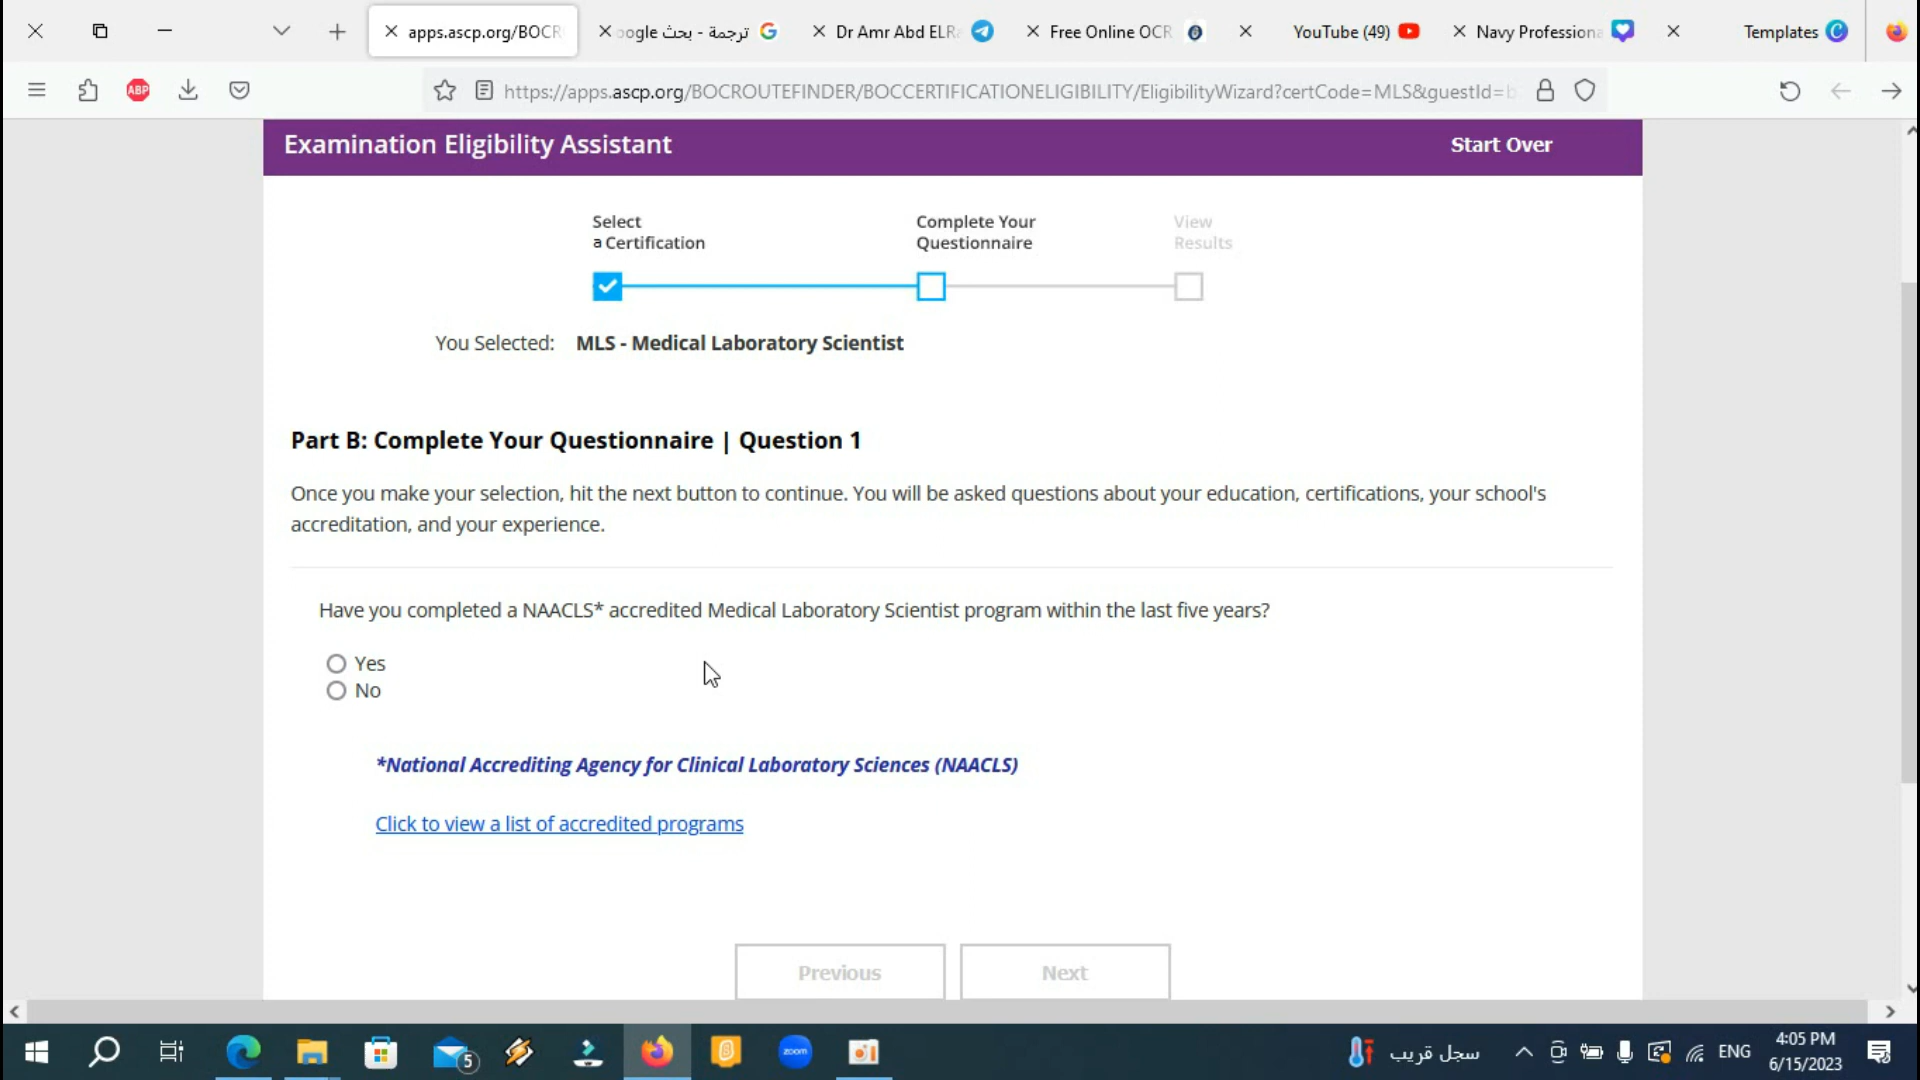 apps.ascp.org/BOCR
ترجمة - بحث
Dr Amr Abd ELRa
Free Online OCR
YouTube (49)
Navy Professiona
Templates
ABP
https://apps.ascp.org/BOCROUTEFINDER/BOCCERTIFICATIONELIGIBILITY/EligibilityWizard?certCode=MLS&guestId=
Examination Eligibility Assistant
Start Over
Select
a Certification
Complete Your
Questionnaire
View
Results
You Selected: MLS - Medical Laboratory Scientist
Part B: Complete Your Questionnaire | Question 1
Once you make your selection, hit the next button to continue. You will be asked questions about your education, certifications, your school's
accreditation, and your experience.
Have you completed a NAACLS* accredited Medical Laboratory Scientist program within the last five years?
Yes
No
*National Accrediting Agency for Clinical Laboratory Sciences (NAACLS)
Click to view a list of accredited programs
Previous
Next
5
zoom
سجل قريب
ENG
4:05 PM
6/15/2023